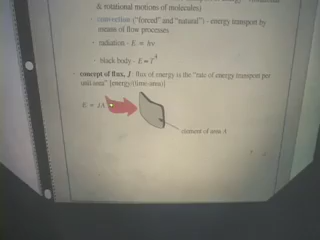 & rotational motions of molecules)
- convection ("forced" and "natural") - energy transport by
means of flow processes
- radiation - E = hν
- black body - E=T⁴
- concept of flux, J: flux of energy is the "rate of energy transport per
unit area" [energy/(time-area)]
E = JA
element of area A